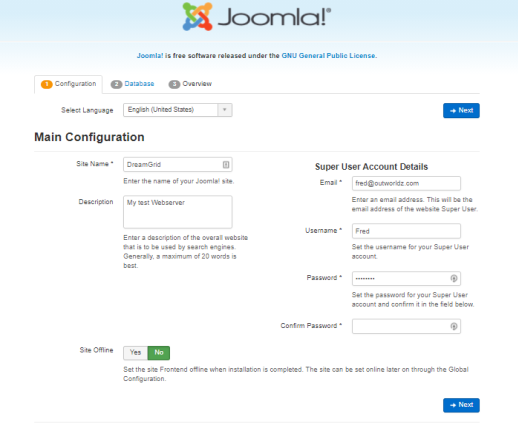 Joomla!®
Joomla! is free software released under the GNU General Public License.
1 Configuration
2 Database
3 Overview
Select Language
English (United States)
Next
Main Configuration
Site Name *
DreamGrid
Enter the name of your Joomla! site.
Description
My test Webserver
Enter a description of the overall website
that is to be used by search engines.
Generally, a maximum of 20 words is
best.
Super User Account Details
Email *
fred@outworldz.com
Enter an email address. This will be the
email address of the website Super User.
Username *
Fred
Set the username for your Super User
account.
Password *
••••••••
Set the password for your Super User
account and confirm it in the field below.
Confirm Password *
Site Offline
Yes No
Set the site Frontend offline when installation is completed. The site can be set online later on through the Global
Configuration.
Next